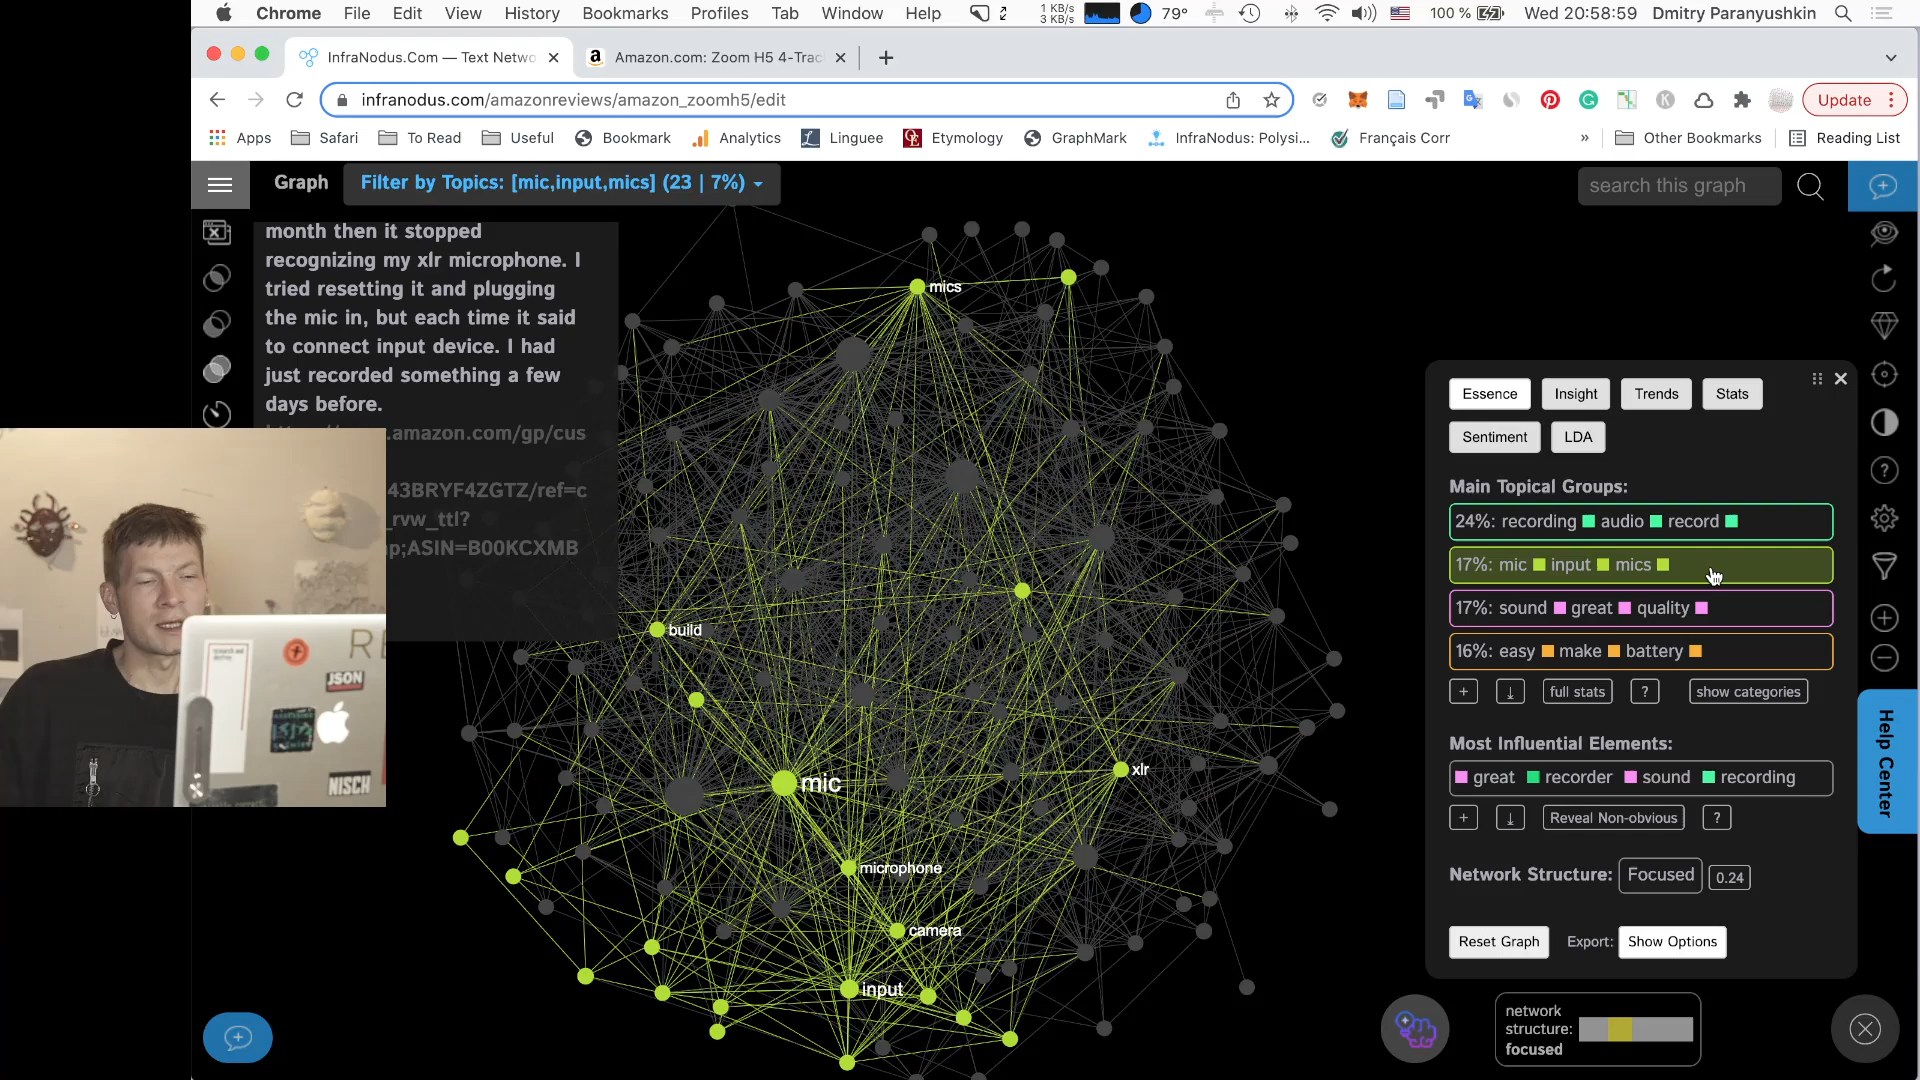 Chrome File Edit View History Bookmarks Profiles Tab Window Help
1 KB/s
3 KB/s
79°
100 %
Wed 20:58:59
Dmitry Paranyushkin
InfraNodus.Com — Text Netwo
Amazon.com: Zoom H5 4-Trac
infranodus.com/amazonreviews/amazon_zoomh5/edit
Update
Apps Safari To Read Useful Bookmark Analytics Linguee Etymology GraphMark InfraNodus: Polysi... Français Corr » Other Bookmarks Reading List
Graph
Filter by Topics: [mic,input,mics] (23 | 7%)
search this graph
month then it stopped
recognizing my xlr microphone. I
tried resetting it and plugging
the mic in, but each time it said
to connect input device. I had
just recorded something a few
days before.
.amazon.com/gp/cus
43BRYF4ZGTZ/ref=c
_rvw_ttl?
p;ASIN=B00KCXMB
mics
build
mic
xlr
microphone
camera
input
Essence Insight Trends Stats
Sentiment LDA
Main Topical Groups:
24%: recording audio record
17%: mic input mics
17%: sound great quality
16%: easy make battery
+ ↓ full stats ? show categories
Most Influential Elements:
great recorder sound recording
+ ↓ Reveal Non-obvious ?
Network Structure: Focused 0.24
Reset Graph Export: Show Options
network
structure:
focused
Help Center
JSON
NISCH